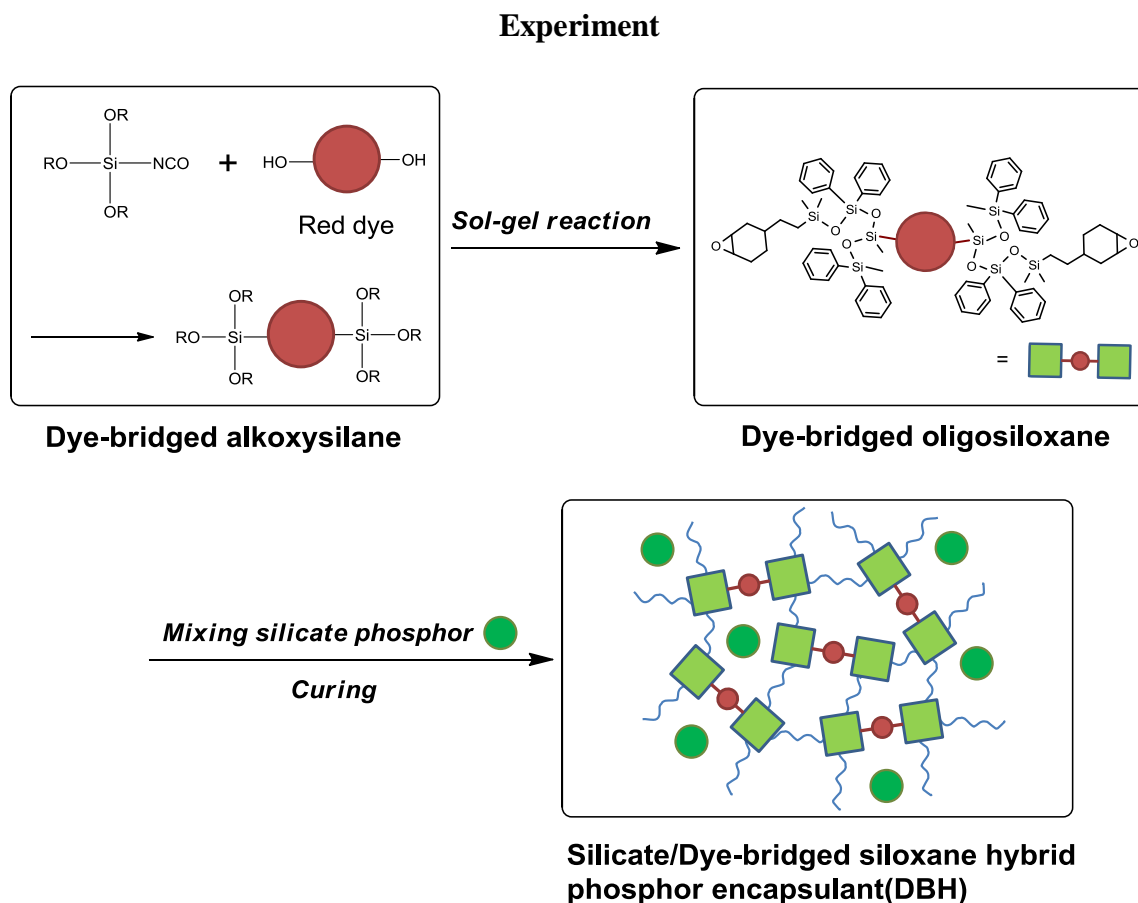 Experiment
OR
RO
Si
NCO
OR
+
HO
OH
Red dye
RO
OR
Si
OR
OR
Si
OR
OR
Dye-bridged alkoxysilane
Sol-gel reaction
O
Si
O
Si
O
Si
O
Si
Si
O
Si
O
Si
O
Si
O
=
Dye-bridged oligosiloxane
Mixing silicate phosphor
Curing
Silicate/Dye-bridged siloxane hybrid
phosphor encapsulant(DBH)